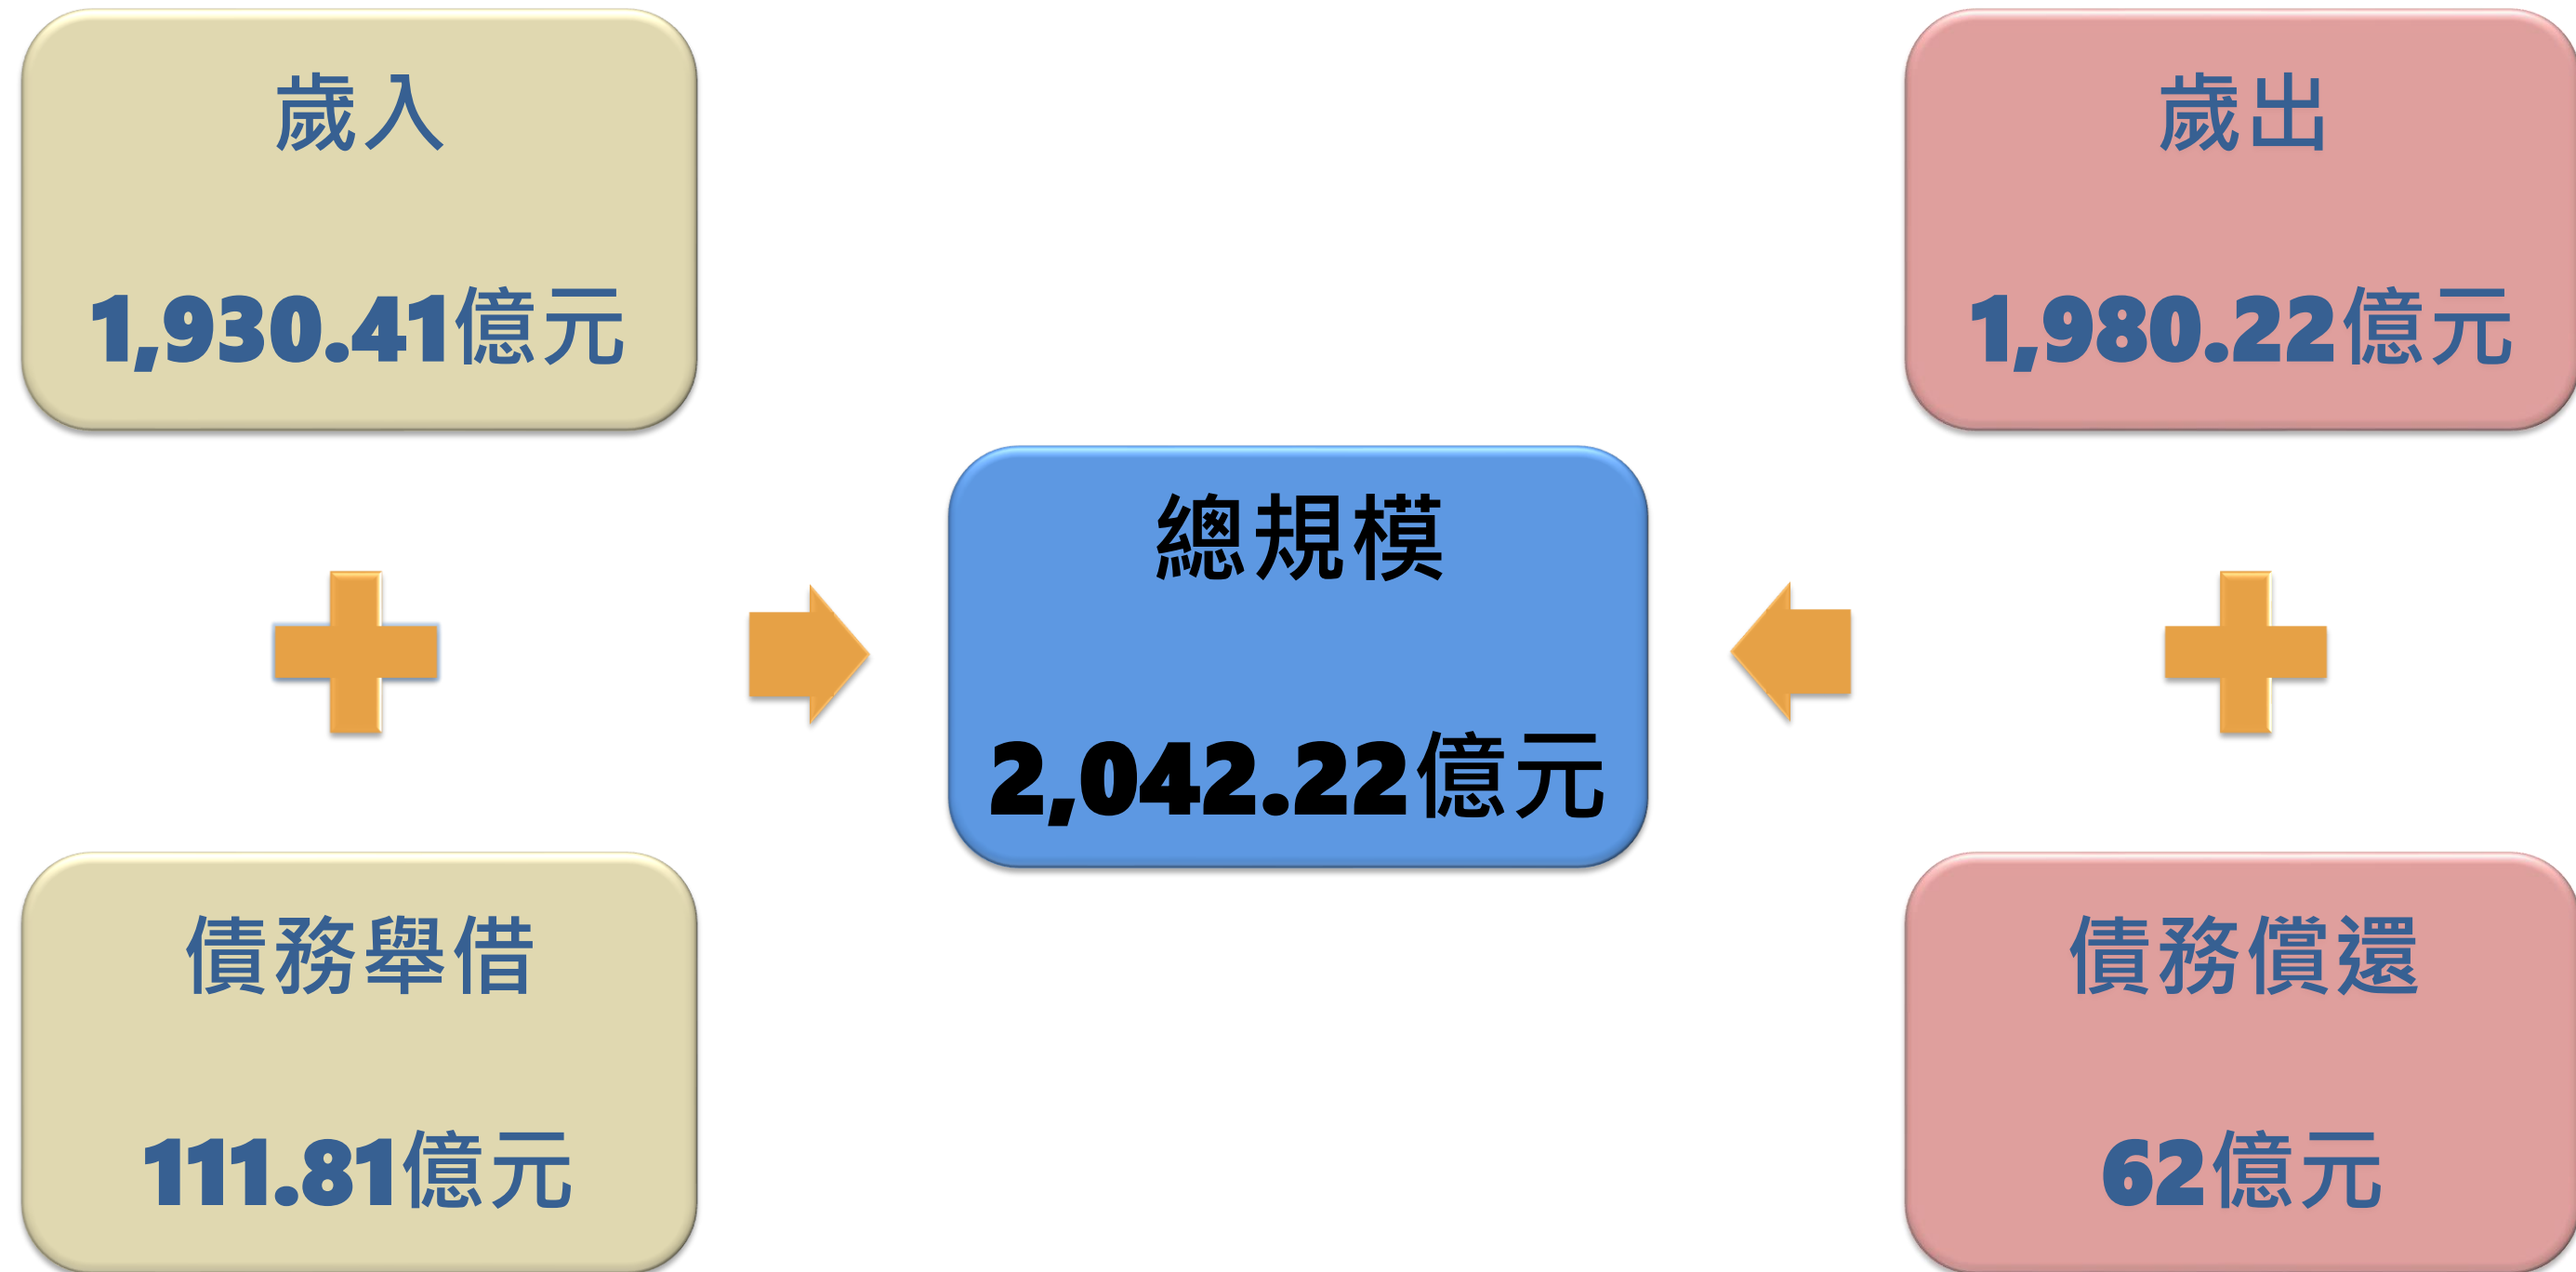 歲入
1,930.41億元
債務舉借
111.81億元
總規模
2,042.22億元
歲出
1,980.22億元
債務償還
62億元